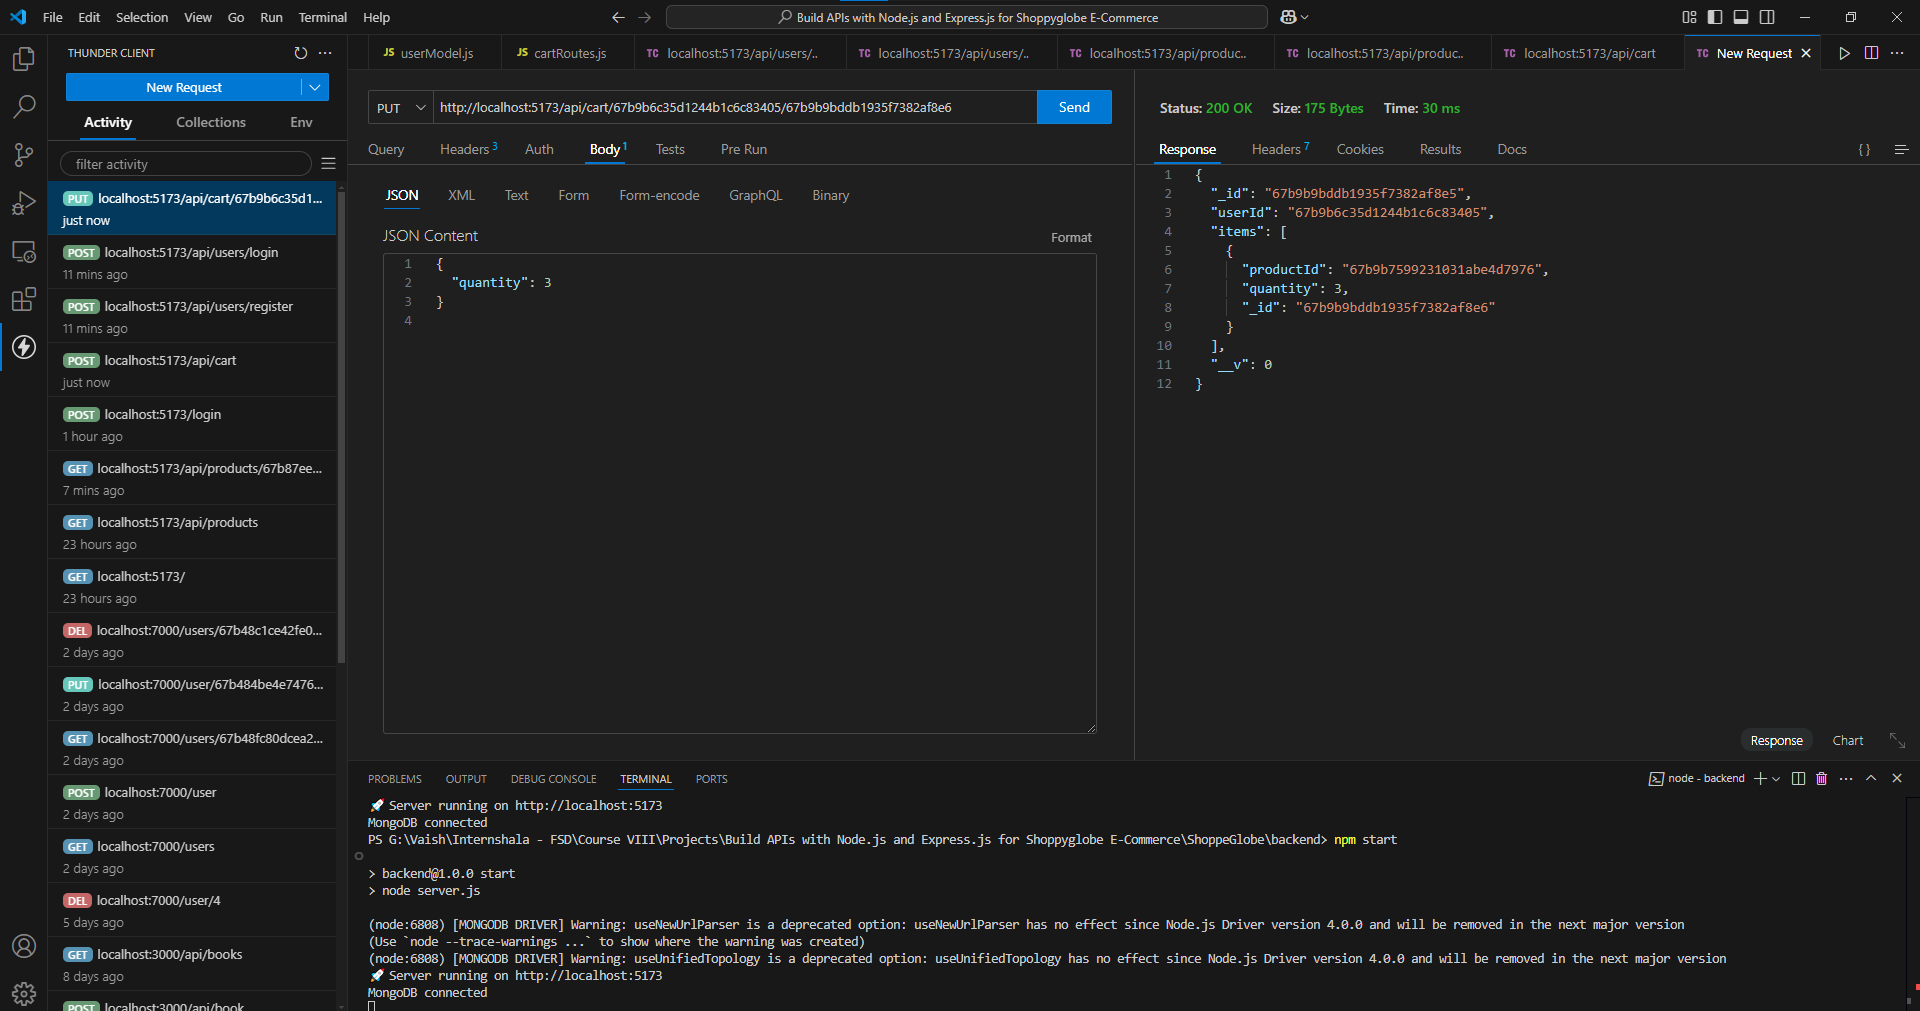 File Edit Selection View Go Run Terminal Help
Build APIs with Node.js and Express.js for Shoppyglobe E-Commerce
THUNDER CLIENT
New Request
Activity Collections Env
filter activity
PUT localhost:5173/api/cart/67b9b6c35d1...
just now
POST localhost:5173/api/users/login
11 mins ago
POST localhost:5173/api/users/register
11 mins ago
POST localhost:5173/api/cart
just now
POST localhost:5173/login
1 hour ago
GET localhost:5173/api/products/67b87ee...
7 mins ago
GET localhost:5173/api/products
23 hours ago
GET localhost:5173/
23 hours ago
DEL localhost:7000/users/67b48c1ce42fe0...
2 days ago
PUT localhost:7000/user/67b484be4e7476...
2 days ago
GET localhost:7000/users/67b48fc80dcea2...
2 days ago
POST localhost:7000/user
2 days ago
GET localhost:7000/users
2 days ago
DEL localhost:7000/user/4
5 days ago
GET localhost:3000/api/books
8 days ago
POST localhost:3000/api/book
JS userModel.js JS cartRoutes.js TC localhost:5173/api/users/.. TC localhost:5173/api/users/.. TC localhost:5173/api/produc.. TC localhost:5173/api/produc.. TC localhost:5173/api/cart TC New Request
PUT http://localhost:5173/api/cart/67b9b6c35d1244b1c6c83405/67b9b9bddb1935f7382af8e6 Send
Query Headers 3 Auth Body 1 Tests Pre Run
JSON XML Text Form Form-encode GraphQL Binary
JSON Content Format
1 {
2 "quantity": 3
3 }
4
Status: 200 OK Size: 175 Bytes Time: 30 ms
Response Headers 7 Cookies Results Docs { }
1 {
2 "_id": "67b9b9bddb1935f7382af8e5",
3 "userId": "67b9b6c35d1244b1c6c83405",
4 "items": [
5 {
6 "productId": "67b9b7599231031abe4d7976",
7 "quantity": 3,
8 "_id": "67b9b9bddb1935f7382af8e6"
9 }
10 ],
11 "__v": 0
12 }
Response Chart
PROBLEMS OUTPUT DEBUG CONSOLE TERMINAL PORTS node - backend
🚀 Server running on http://localhost:5173
MongoDB connected
PS G:\Vaish\Internshala - FSD\Course VIII\Projects\Build APIs with Node.js and Express.js for Shoppyglobe E-Commerce\ShoppeGlobe\backend> npm start
> backend@1.0.0 start
> node server.js
(node:6808) [MONGODB DRIVER] Warning: useNewUrlParser is a deprecated option: useNewUrlParser has no effect since Node.js Driver version 4.0.0 and will be removed in the next major version
(Use `node --trace-warnings ...` to show where the warning was created)
(node:6808) [MONGODB DRIVER] Warning: useUnifiedTopology is a deprecated option: useUnifiedTopology has no effect since Node.js Driver version 4.0.0 and will be removed in the next major version
🚀 Server running on http://localhost:5173
MongoDB connected